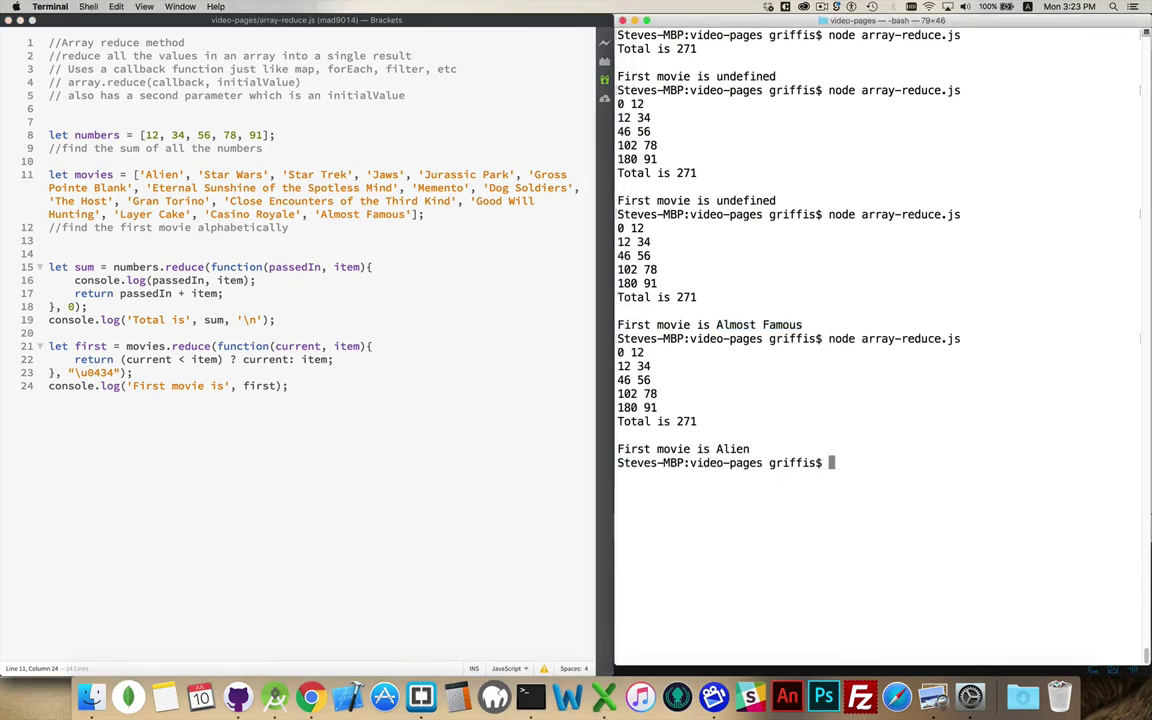 Terminal Shell Edit View Window Help
100% Mon 3:23 PM
video-pages/array-reduce.js (mad9014) — Brackets
1 //Array reduce method
2 //reduce all the values in an array into a single result
3 // Uses a callback function just like map, forEach, filter, etc
4 // array.reduce(callback, initialValue)
5 // also has a second parameter which is an initialValue
6
7
8 let numbers = [12, 34, 56, 78, 91];
9 //find the sum of all the numbers
10
11 let movies = ['Alien', 'Star Wars', 'Star Trek', 'Jaws', 'Jurassic Park', 'Gross
Pointe Blank', 'Eternal Sunshine of the Spotless Mind', 'Memento', 'Dog Soldiers',
'The Host', 'Gran Torino', 'Close Encounters of the Third Kind', 'Good Will
Hunting', 'Layer Cake', 'Casino Royale', 'Almost Famous'];
12 //find the first movie alphabetically
13
14
15 let sum = numbers.reduce(function(passedIn, item){
16 console.log(passedIn, item);
17 return passedIn + item;
18 }, 0);
19 console.log('Total is', sum, '\n');
20
21 let first = movies.reduce(function(current, item){
22 return (current < item) ? current: item;
23 }, "\u0434");
24 console.log('First movie is', first);
Line 11, Column 24 — 24 Lines
INS JavaScript Spaces: 4
video-pages — -bash — 79×46
Steves-MBP:video-pages griffis$ node array-reduce.js
Total is 271
First movie is undefined
Steves-MBP:video-pages griffis$ node array-reduce.js
0 12
12 34
46 56
102 78
180 91
Total is 271
First movie is undefined
Steves-MBP:video-pages griffis$ node array-reduce.js
0 12
12 34
46 56
102 78
180 91
Total is 271
First movie is Almost Famous
Steves-MBP:video-pages griffis$ node array-reduce.js
0 12
12 34
46 56
102 78
180 91
Total is 271
First movie is Alien
Steves-MBP:video-pages griffis$
JUL
10
An
Ps
Fz